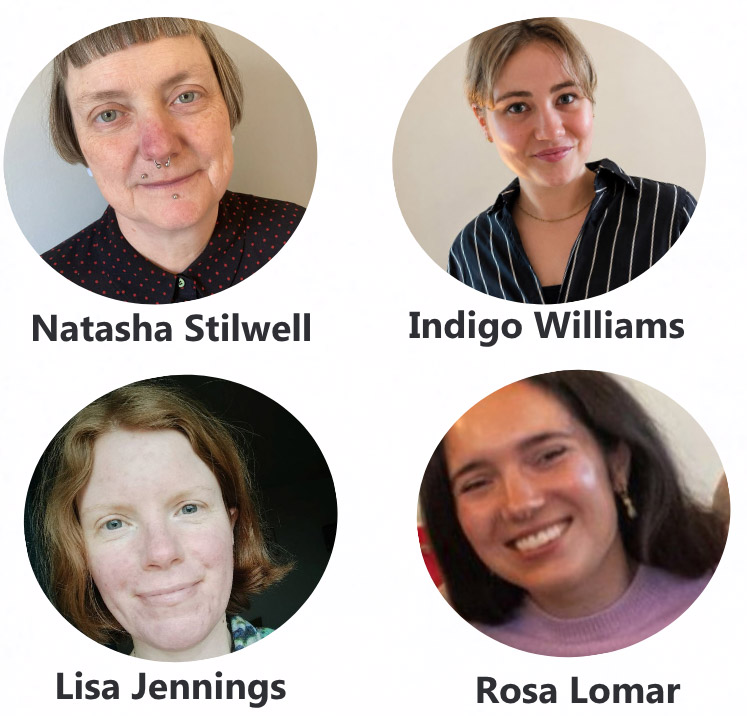 Natasha Stilwell
Indigo Williams
Lisa Jennings
Rosa Lomar